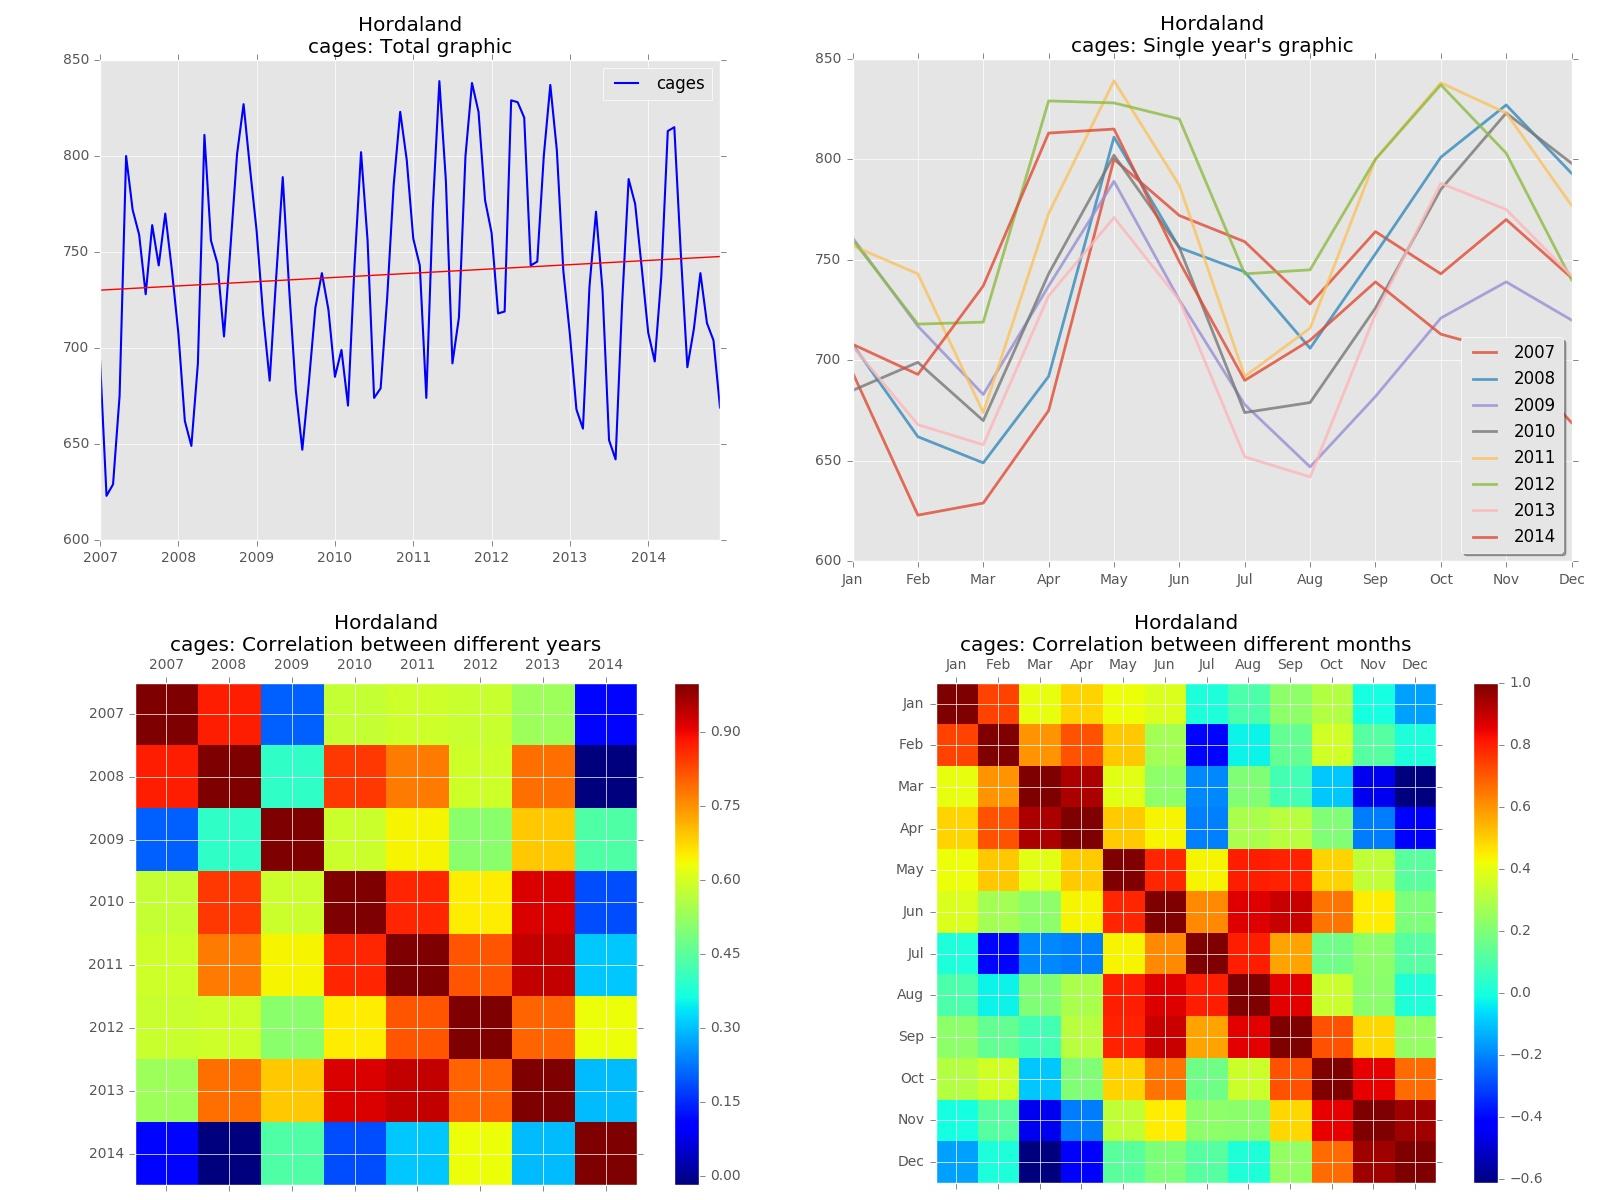 Hordaland
cages: Total graphic
850
800
750
700
650
600
2007 2008 2009 2010 2011 2012 2013 2014
cages
Hordaland
cages: Single year's graphic
850
800
750
700
650
600
Jan Feb Mar Apr May Jun Jul Aug Sep Oct Nov Dec
2007
2008
2009
2010
2011
2012
2013
2014
Hordaland
cages: Correlation between different years
2007 2008 2009 2010 2011 2012 2013 2014
2007
2008
2009
2010
2011
2012
2013
2014
0.90
0.75
0.60
0.45
0.30
0.15
0.00
Hordaland
cages: Correlation between different months
Jan Feb Mar Apr May Jun Jul Aug Sep Oct Nov Dec
Jan
Feb
Mar
Apr
May
Jun
Jul
Aug
Sep
Oct
Nov
Dec
1.0
0.8
0.6
0.4
0.2
0.0
−0.2
−0.4
−0.6